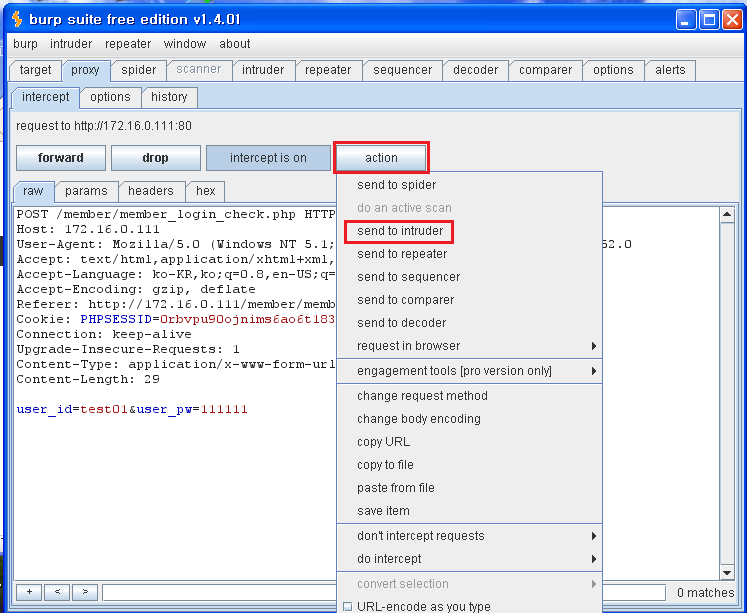 burp suite free edition v1.4.01
burp intruder repeater window about
target proxy spider scanner intruder repeater sequencer decoder comparer options alerts
intercept options history
request to http://172.16.0.111:80
forward drop intercept is on action
raw params headers hex
POST /member/member_login_check.php HTTP
Host: 172.16.0.111
User-Agent: Mozilla/5.0 (Windows NT 5.1; 62.0
Accept: text/html,application/xhtml+xml,
Accept-Language: ko-KR,ko;q=0.8,en-US;q=
Accept-Encoding: gzip, deflate
Referer: http://172.16.0.111/member/memb
Cookie: PHPSESSID=0rbvpu90ojnims6ao6t183
Connection: keep-alive
Upgrade-Insecure-Requests: 1
Content-Type: application/x-www-form-url
Content-Length: 29
user_id=test01&user_pw=111111
send to spider
do an active scan
send to intruder
send to repeater
send to sequencer
send to comparer
send to decoder
request in browser
engagement tools [pro version only]
change request method
change body encoding
copy URL
copy to file
paste from file
save item
don't intercept requests
do intercept
convert selection
URL-encode as you type
+ < > 0 matches